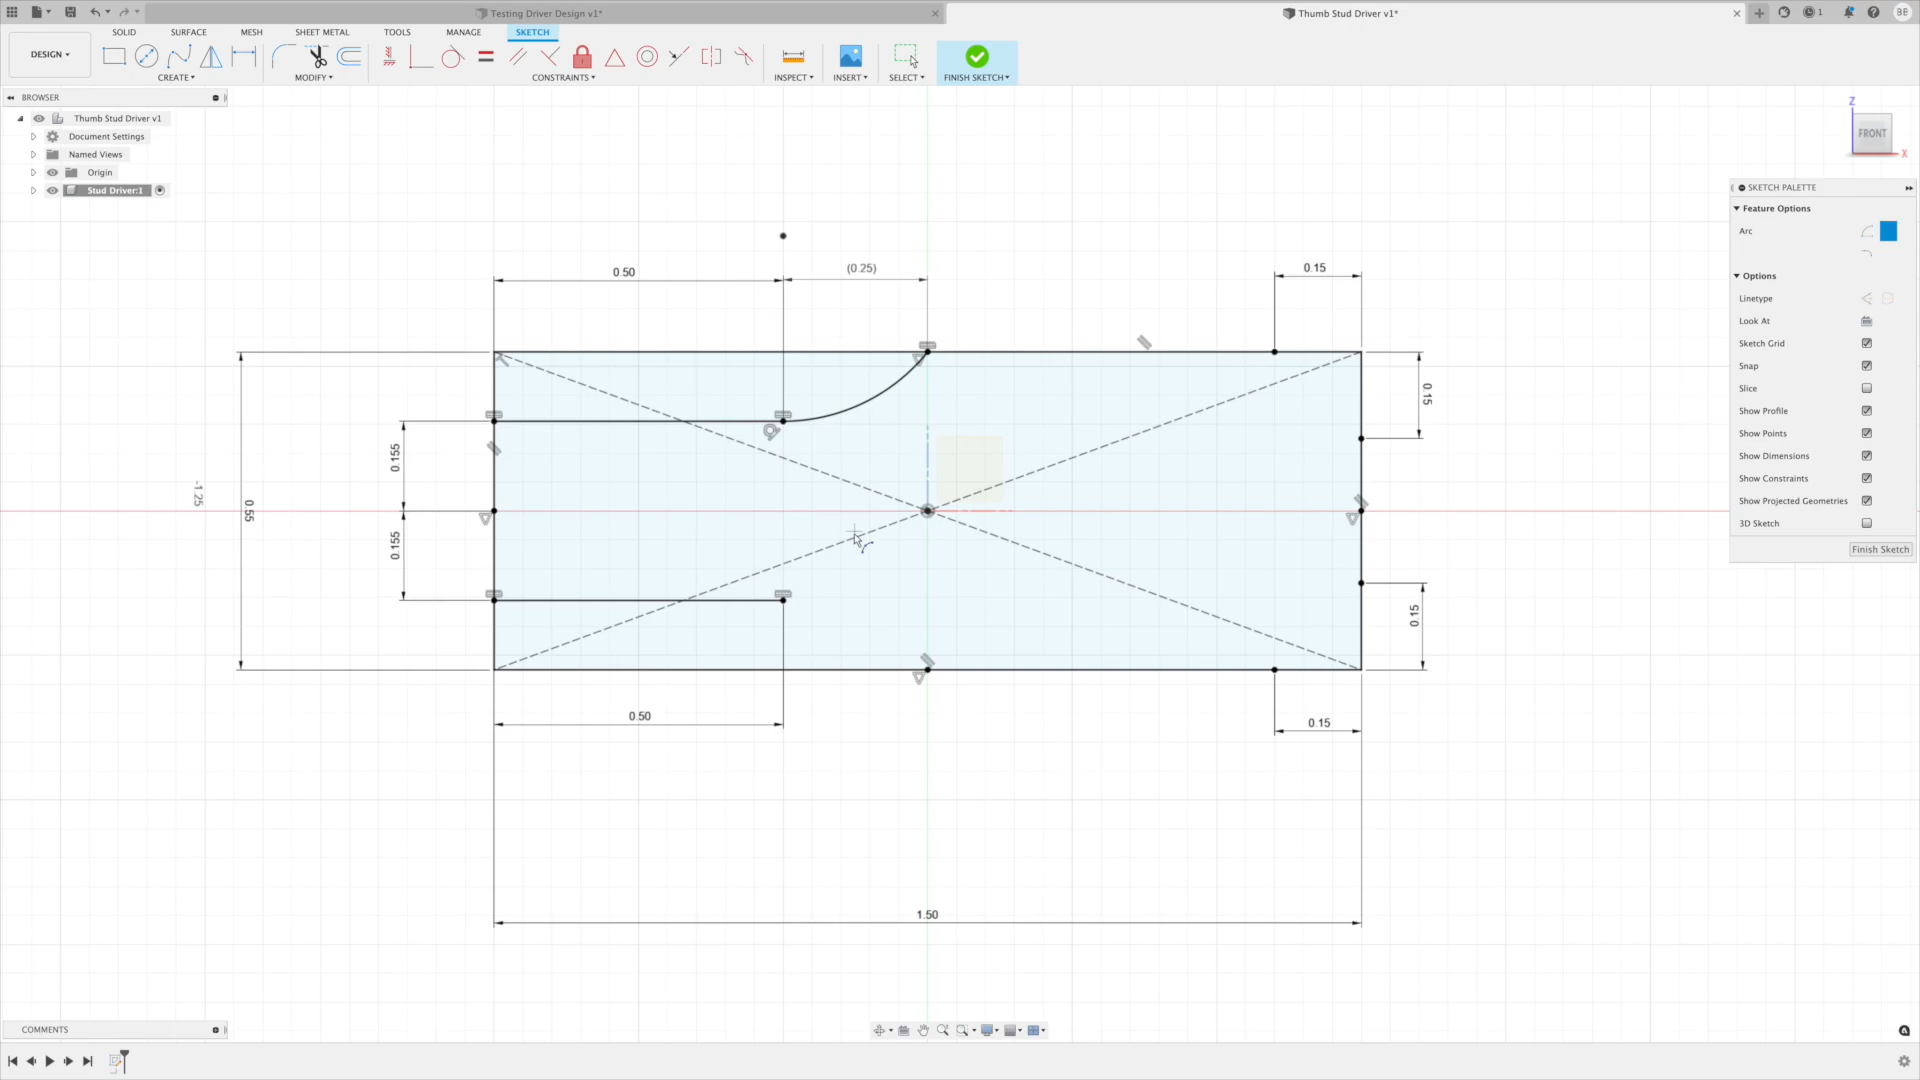 Testing Driver Design v1*
Thumb Stud Driver v1*
1
BB
DESIGN
SOLID
SURFACE
MESH
SHEET METAL
TOOLS
MANAGE
SKETCH
CREATE
MODIFY
CONSTRAINTS
INSPECT
INSERT
SELECT
FINISH SKETCH
BROWSER
Thumb Stud Driver v1
Document Settings
Named Views
Origin
Stud Driver:1
Z
FRONT
X
SKETCH PALETTE
Feature Options
Arc
Options
Linetype
Look At
Sketch Grid
Snap
Slice
Show Profile
Show Points
Show Dimensions
Show Constraints
Show Projected Geometries
3D Sketch
Finish Sketch
0.50
(0.25)
0.15
0.15
0.155
-1.25
0.55
0.155
0.15
0.50
0.15
1.50
COMMENTS